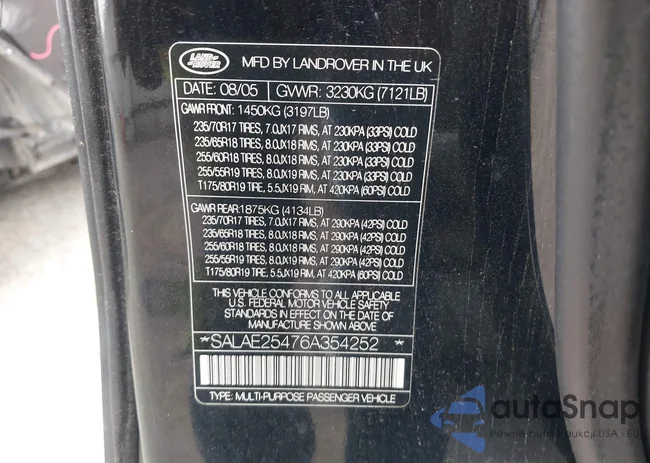 LAND ROVER
MFD BY LANDROVER IN THE UK
DATE: 08/05 GVWR: 3230KG (7121LB)
GAWR FRONT: 1450KG (3197LB)
235/70R17 TIRES, 7.0JX17 RIMS, AT 230KPA (33PSI) COLD
235/65R18 TIRES, 8.0JX18 RIMS, AT 230KPA (33PSI) COLD
255/60R18 TIRES, 8.0JX18 RIMS, AT 230KPA (33PSI) COLD
255/55R19 TIRES, 8.0JX19 RIMS, AT 230KPA (33PSI) COLD
T175/80R19 TIRE, 5.5JX19 RIM, AT 420KPA (60PSI) COLD
GAWR REAR: 1875KG (4134LB)
235/70R17 TIRES, 7.0JX17 RIMS, AT 290KPA (42PSI) COLD
235/65R18 TIRES, 8.0JX18 RIMS, AT 290KPA (42PSI) COLD
255/60R18 TIRES, 8.0JX18 RIMS, AT 290KPA (42PSI) COLD
255/55R19 TIRES, 8.0JX19 RIMS, AT 290KPA (42PSI) COLD
T175/80R19 TIRE, 5.5JX19 RIM, AT 420KPA (60PSI) COLD
THIS VEHICLE CONFORMS TO ALL APPLICABLE
U.S. FEDERAL MOTOR VEHICLE SAFETY
STANDARDS IN EFFECT ON THE DATE OF
MANUFACTURE SHOWN ABOVE
*SALAE25476A354252 *
TYPE: MULTI-PURPOSE PASSENGER VEHICLE
autoSnap
Pewne auta i aukcji USA i EU